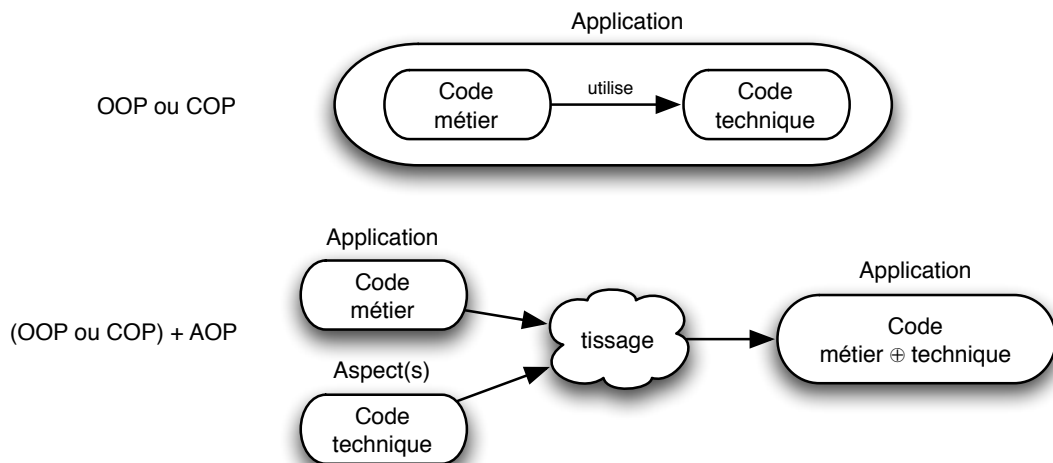 Application
OOP ou COP
Code
métier
utilise
Code
technique
(OOP ou COP) + AOP
Application
Code
métier
Aspect(s)
Code
technique
tissage
Application
Code
métier ⊕ technique